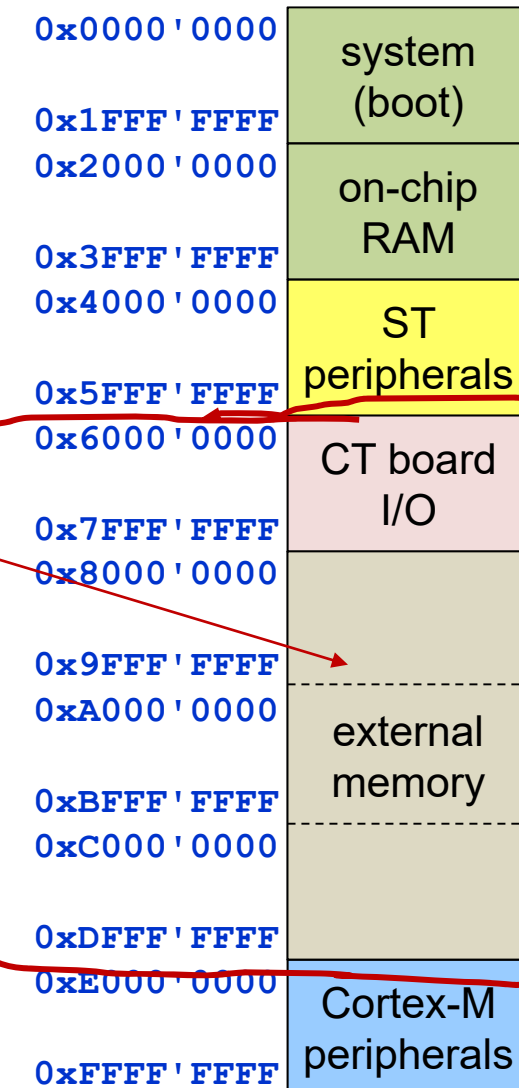 0x0000'0000
system
(boot)
0x1FFF'FFFF
0x2000'0000
on-chip
RAM
0x3FFF'FFFF
0x4000'0000
ST
peripherals
0x5FFF'FFFF
0x6000'0000
CT board
I/O
0x7FFF'FFFF
0x8000'0000
0x9FFF'FFFF
0xA000'0000
external
memory
0xBFFF'FFFF
0xC000'0000
0xDFFF'FFFF
0xE000'0000
Cortex-M
peripherals
0xFFFF'FFFF